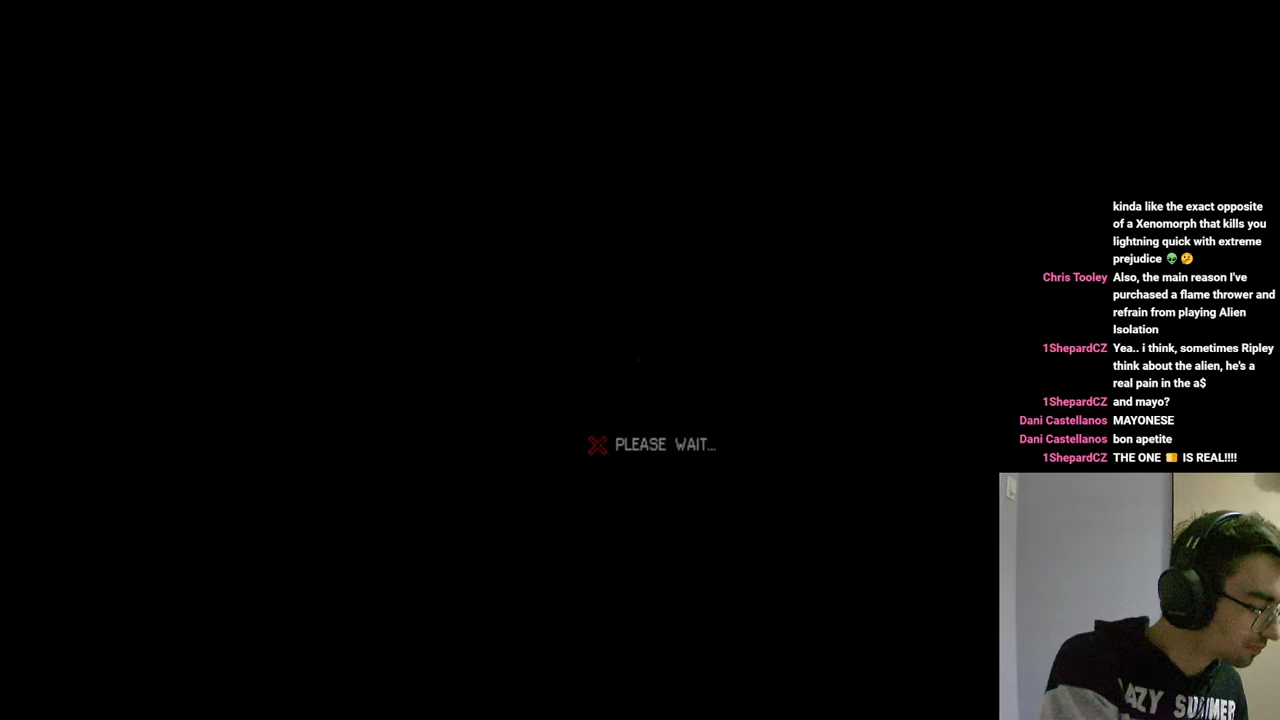 kinda like the exact opposite
of a Xenomorph that kills you
lightning quick with extreme
prejudice 👽🤔
Chris Tooley Also, the main reason I've
purchased a flame thrower and
refrain from playing Alien
Isolation
1ShepardCZ Yea.. i think, sometimes Ripley
think about the alien, he's a
real pain in the a$
1ShepardCZ and mayo?
Dani Castellanos MAYONESE
Dani Castellanos bon apetite
1ShepardCZ THE ONE 🍞 IS REAL!!!!
PLEASE WAIT...